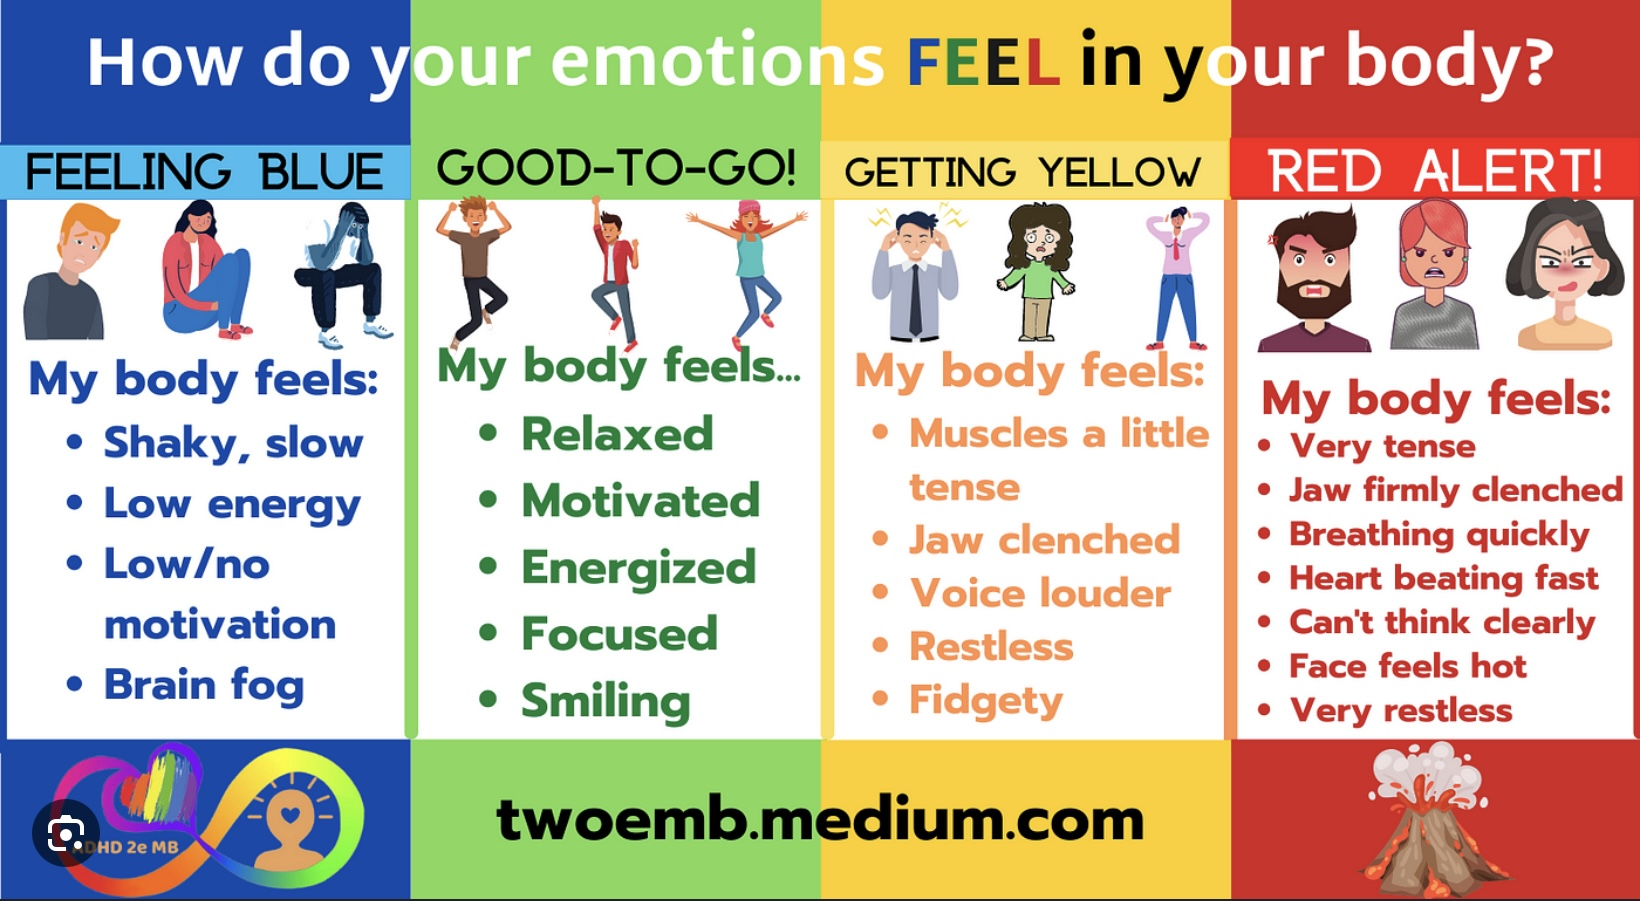 How do your emotions FEEL in your body?
FEELING BLUE
My body feels:
• Shaky, slow
• Low energy
• Low/no
motivation
• Brain fog
GOOD-TO-GO!
My body feels...
• Relaxed
• Motivated
• Energized
• Focused
• Smiling
GETTING YELLOW
My body feels:
• Muscles a little
tense
• Jaw clenched
• Voice louder
• Restless
• Fidgety
RED ALERT!
My body feels:
• Very tense
• Jaw firmly clenched
• Breathing quickly
• Heart beating fast
• Can't think clearly
• Face feels hot
• Very restless
ADHD 2e MB
twoemb.medium.com